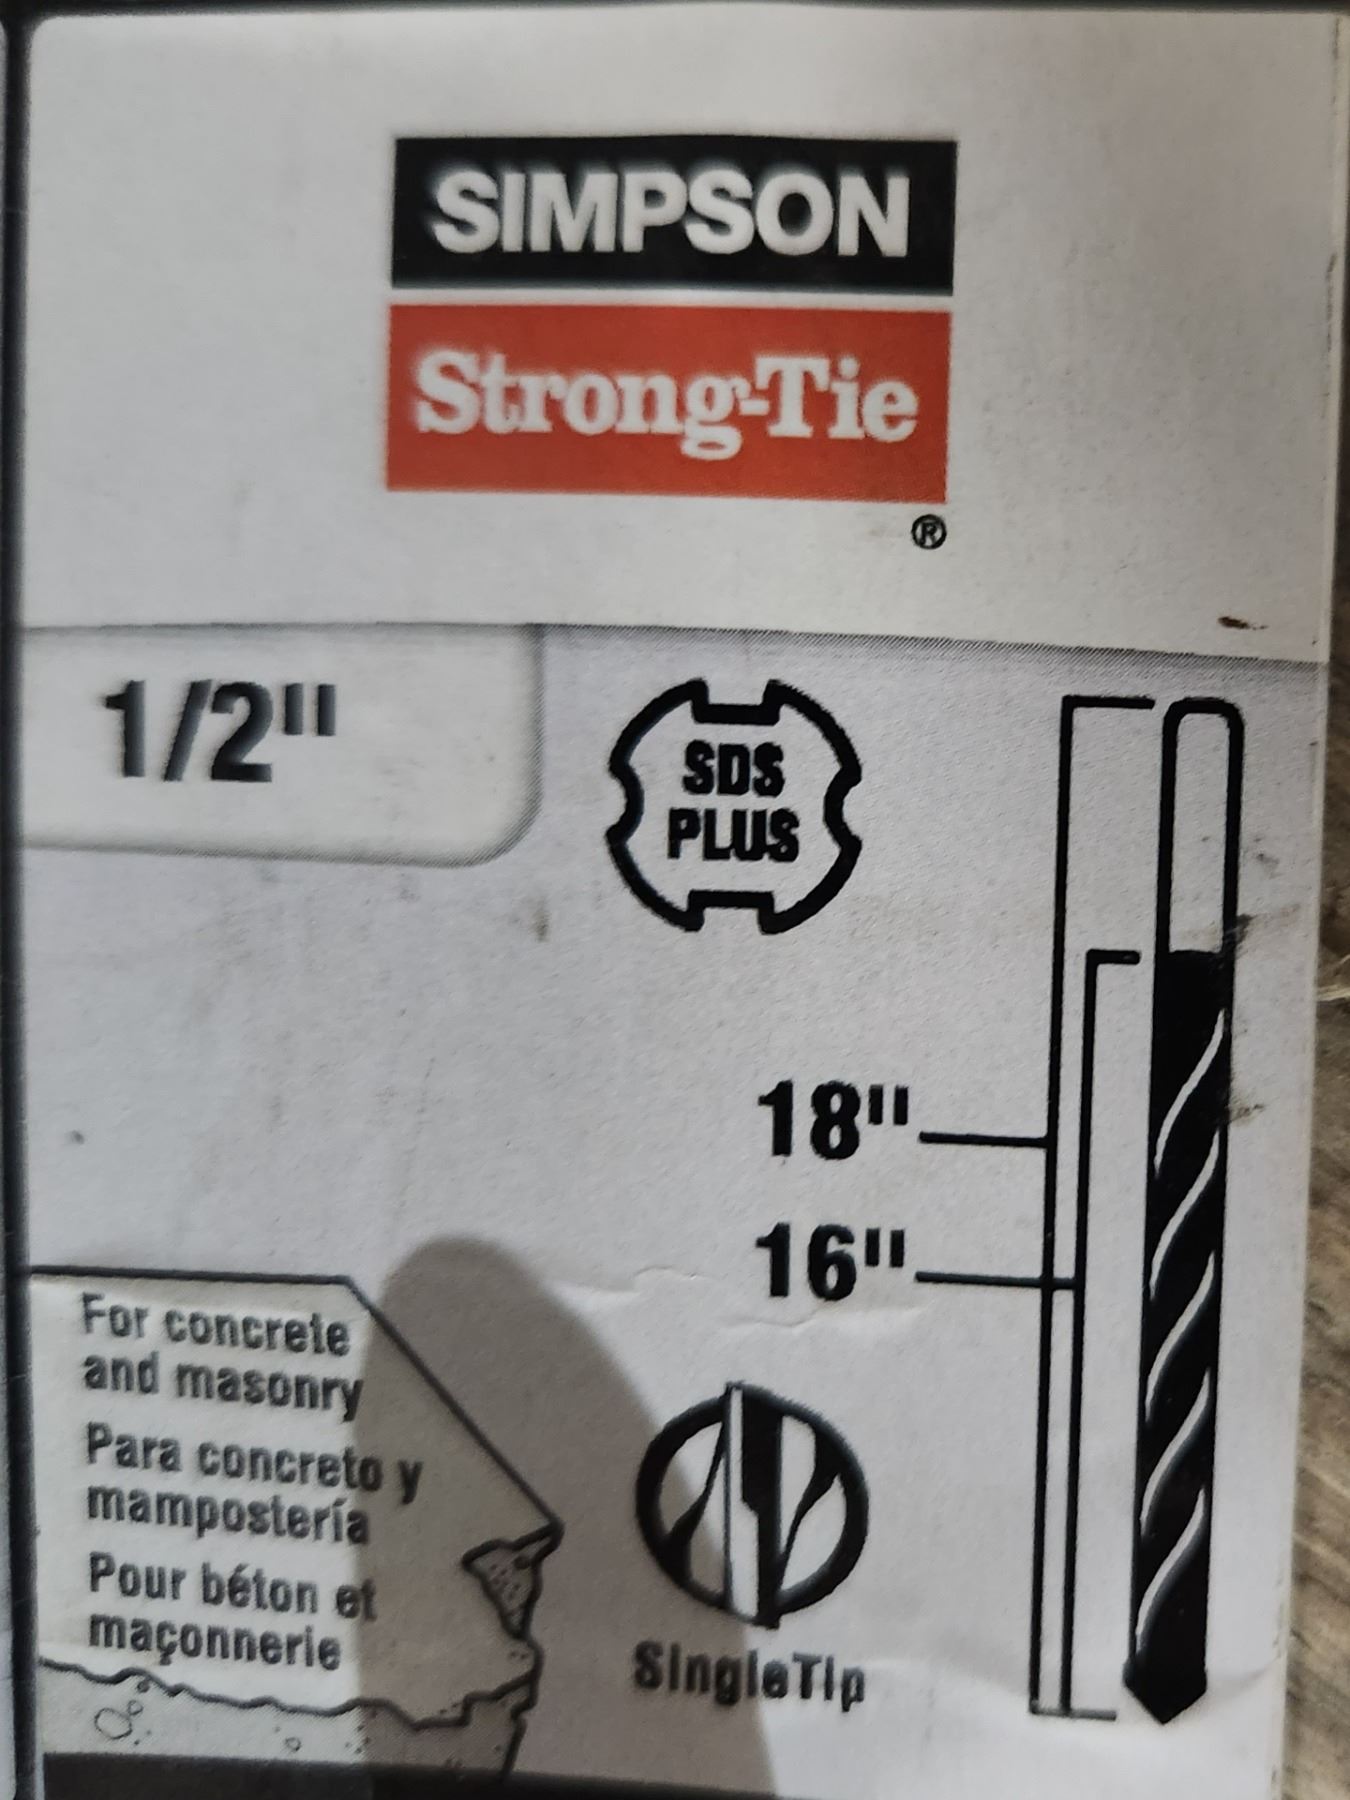 SIMPSON
Strong-Tie
®
1/2"
SDS
PLUS
18"
16"
For concrete
and masonry
Para concreto y
mampostería
Pour béton et
maçonnerie
SingleTip